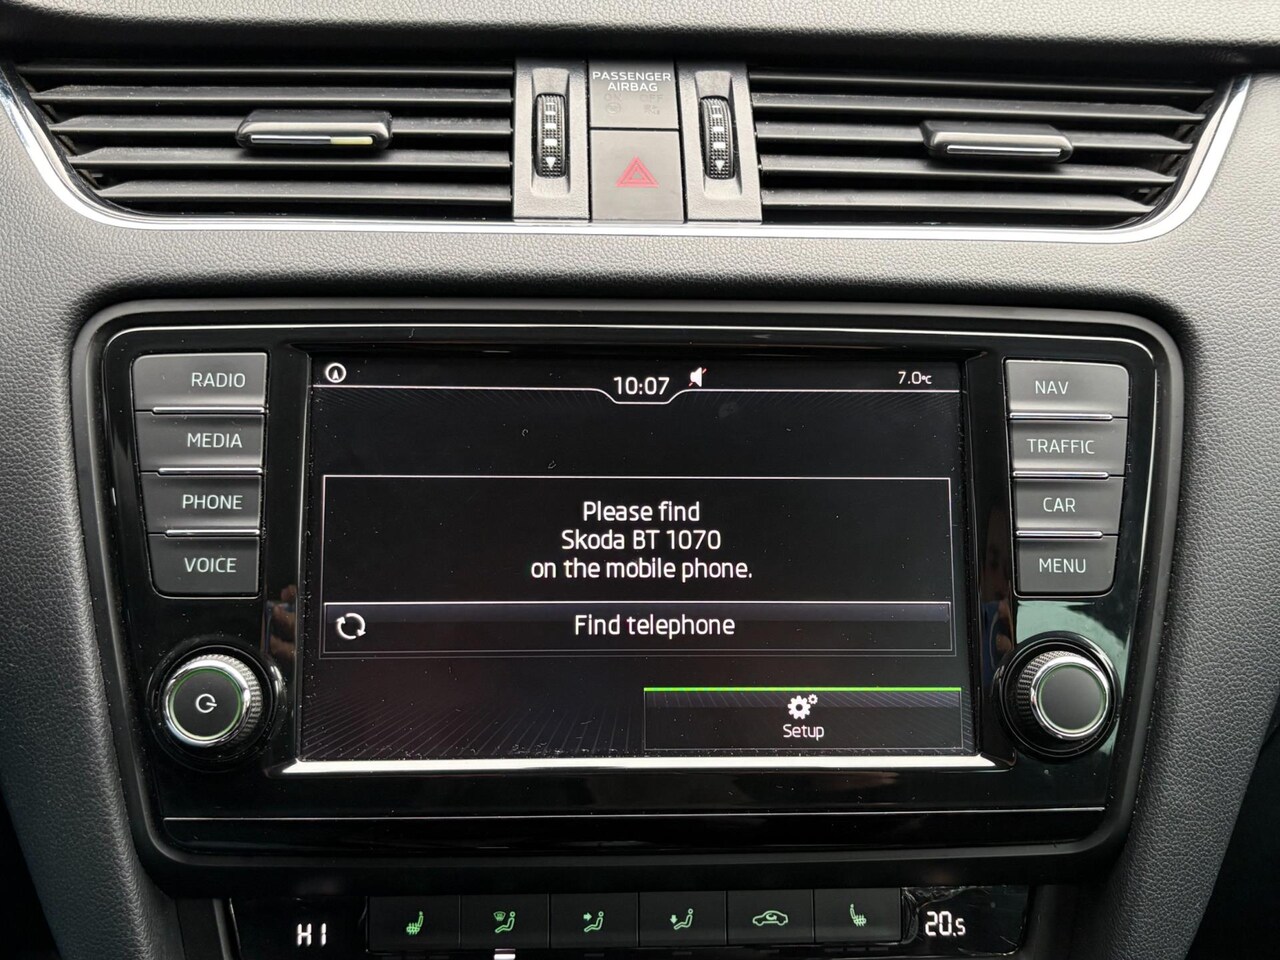 PASSENGER
AIRBAG
RADIO
MEDIA
PHONE
VOICE
10:07
7.0°C
Please find
Skoda BT 1070
on the mobile phone.
Find telephone
Setup
NAV
TRAFFIC
CAR
MENU
HI
20.5